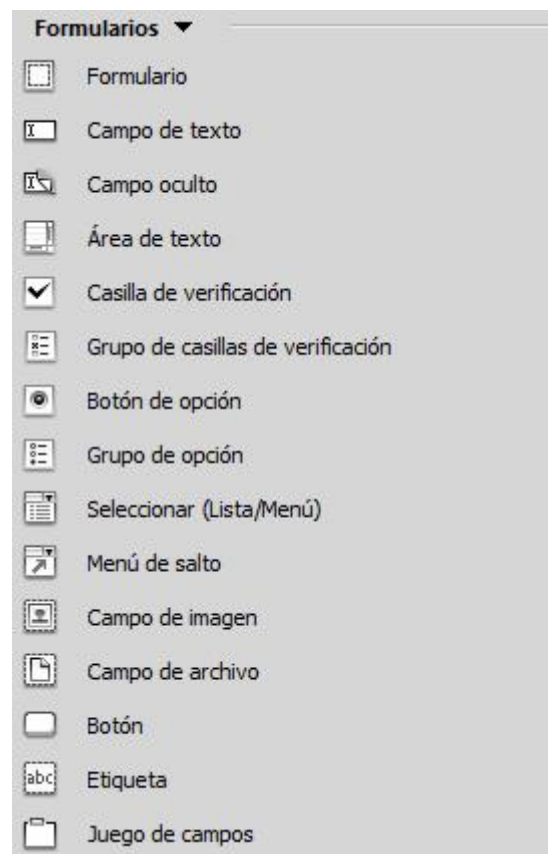 Formularios
Formulario
Campo de texto
Campo oculto
Área de texto
Casilla de verificación
Grupo de casillas de verificación
Botón de opción
Grupo de opción
Seleccionar (Lista/Menú)
Menú de salto
Campo de imagen
Campo de archivo
Botón
abc Etiqueta
Juego de campos